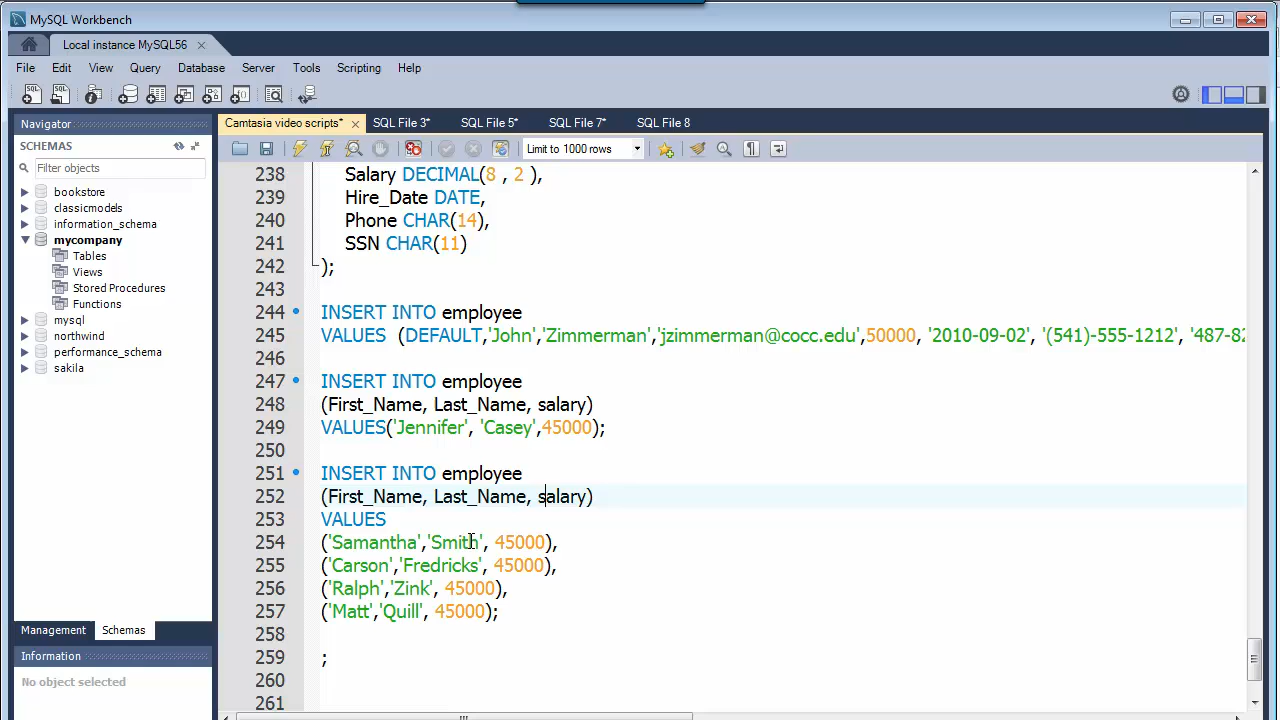 MySQL Workbench
Local instance MySQL56
File Edit View Query Database Server Tools Scripting Help
Navigator
SCHEMAS
Filter objects
bookstore
classicmodels
information_schema
mycompany
Tables
Views
Stored Procedures
Functions
mysql
northwind
performance_schema
sakila
Management Schemas
Information
No object selected
Camtasia video scripts* SQL File 3* SQL File 5* SQL File 7* SQL File 8
Limit to 1000 rows
238 Salary DECIMAL(8 , 2 ),
239 Hire_Date DATE,
240 Phone CHAR(14),
241 SSN CHAR(11)
242 );
243
244 INSERT INTO employee
245 VALUES (DEFAULT,'John','Zimmerman','jzimmerman@cocc.edu',50000, '2010-09-02', '(541)-555-1212', '487-82
246
247 INSERT INTO employee
248 (First_Name, Last_Name, salary)
249 VALUES('Jennifer', 'Casey',45000);
250
251 INSERT INTO employee
252 (First_Name, Last_Name, salary)
253 VALUES
254 ('Samantha','Smith', 45000),
255 ('Carson','Fredricks', 45000),
256 ('Ralph','Zink', 45000),
257 ('Matt','Quill', 45000);
258
259 ;
260
261